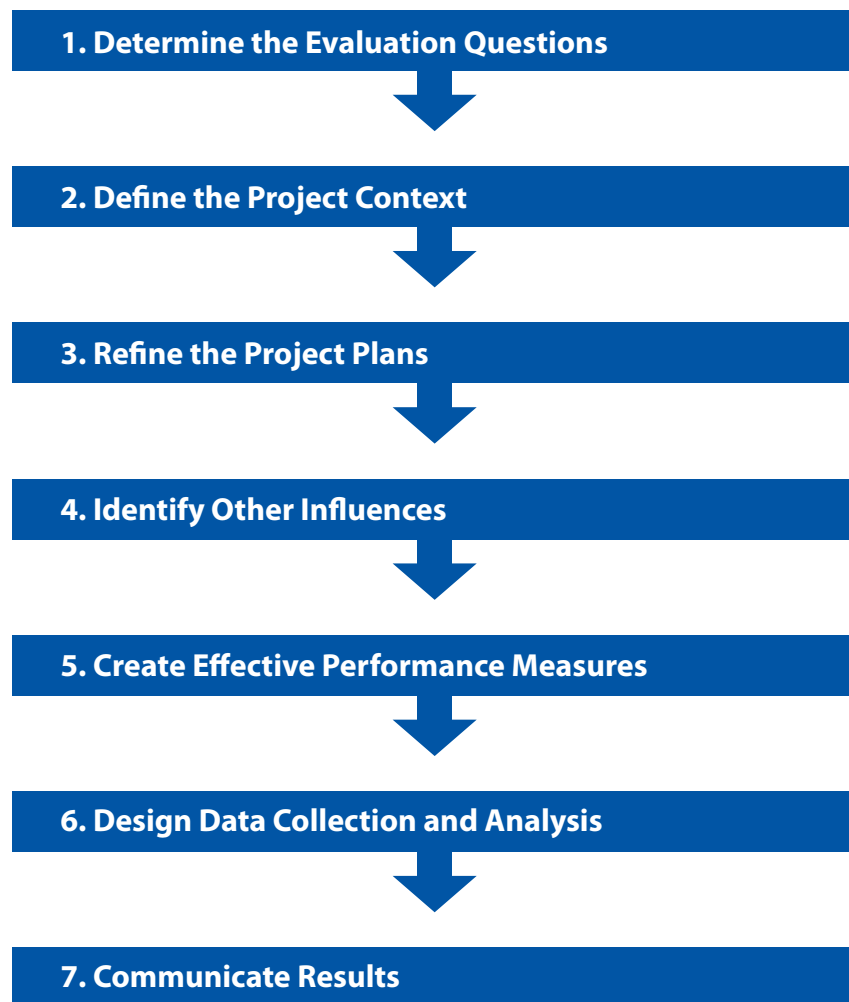 1. Determine the Evaluation Questions
2. Define the Project Context
3. Refine the Project Plans
4. Identify Other Influences
5. Create Effective Performance Measures
6. Design Data Collection and Analysis
7. Communicate Results